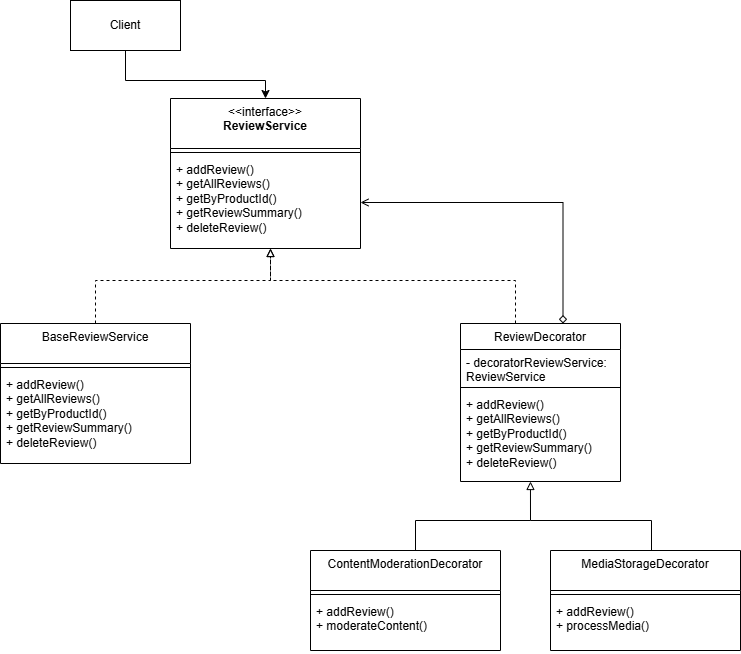 Client
<<interface>>
ReviewService
+ addReview()
+ getAllReviews()
+ getByProductId()
+ getReviewSummary()
+ deleteReview()
BaseReviewService
+ addReview()
+ getAllReviews()
+ getByProductId()
+ getReviewSummary()
+ deleteReview()
ReviewDecorator
- decoratorReviewService:
ReviewService
+ addReview()
+ getAllReviews()
+ getByProductId()
+ getReviewSummary()
+ deleteReview()
ContentModerationDecorator
+ addReview()
+ moderateContent()
MediaStorageDecorator
+ addReview()
+ processMedia()